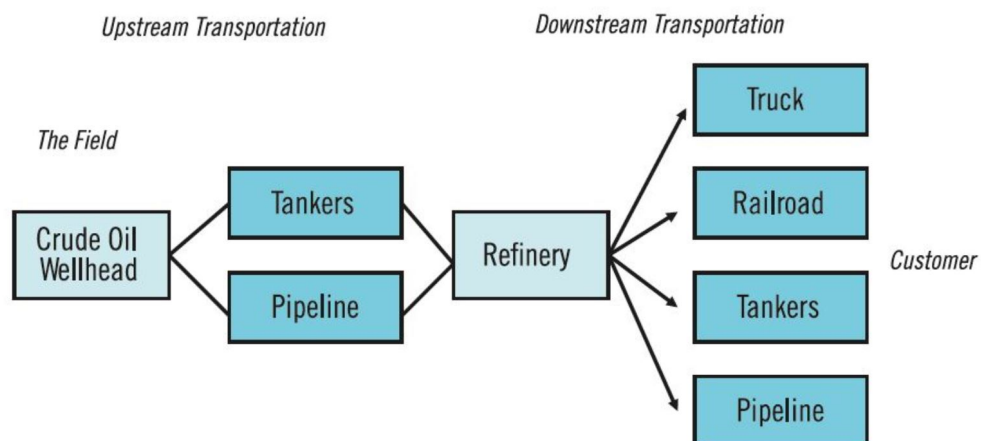 Upstream Transportation
Downstream Transportation
The Field
Crude Oil
Wellhead
Tankers
Pipeline
Refinery
Truck
Railroad
Tankers
Pipeline
Customer